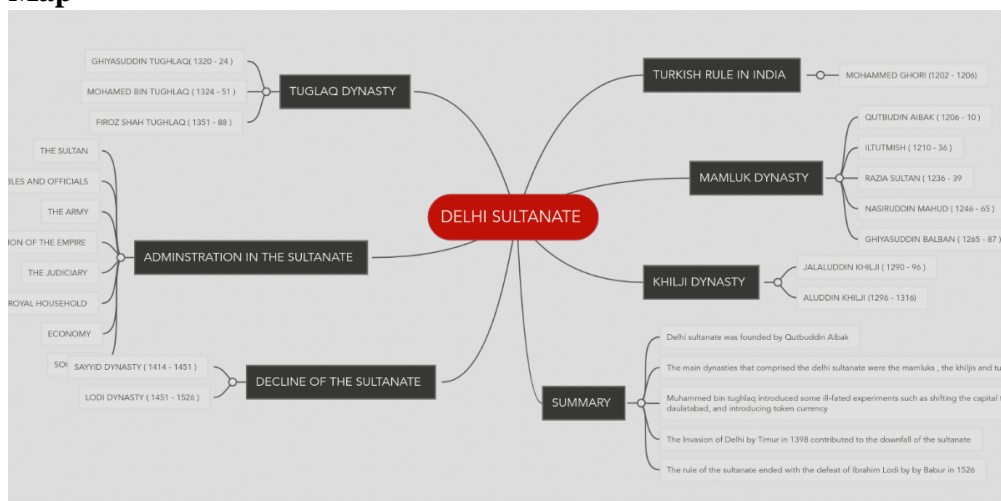 GHIYASUDDIN TUGHLAQ( 1320 - 24 )
MOHAMED BIN TUGHLAQ ( 1324 - 51 )
FIROZ SHAH TUGHLAQ ( 1351 - 88 )
TUGLAQ DYNASTY
THE SULTAN
AND OFFICIALS
THE ARMY
OF THE EMPIRE
THE JUDICIARY
ROYAL HOUSEHOLD
ECONOMY
ADMINSTRATION IN THE SULTANATE
SAYYID DYNASTY ( 1414 - 1451 )
LODI DYNASTY ( 1451 - 1526 )
DECLINE OF THE SULTANATE
DELHI SULTANATE
TURKISH RULE IN INDIA
MOHAMMED GHORI (1202 - 1206)
MAMLUK DYNASTY
QUTBUDIN AIBAK ( 1206 - 10 )
ILTUTMISH ( 1210 - 36 )
RAZIA SULTAN ( 1236 - 39
NASIRUDDIN MAHUD ( 1246 - 65 )
GHIYASUDDIN BALBAN ( 1265 - 87 )
KHILJI DYNASTY
JALALUDDIN KHILJI ( 1290 - 96 )
ALUDDIN KHILJI (1296 - 1316)
SUMMARY
Delhi sultanate was founded by Qutbuddin Aibak
The main dynasties that comprised the delhi sultanate were the mamluks , the khiljis and
Muhammed bin tughlaq introduced some ill-fated experiments such as shifting the capital
daulatabad, and introducing token currency
The Invasion of Delhi by Timur in 1398 contributed to the downfall of the sultanate
The rule of the sultanate ended with the defeat of Ibrahim Lodi by by Babur in 1526